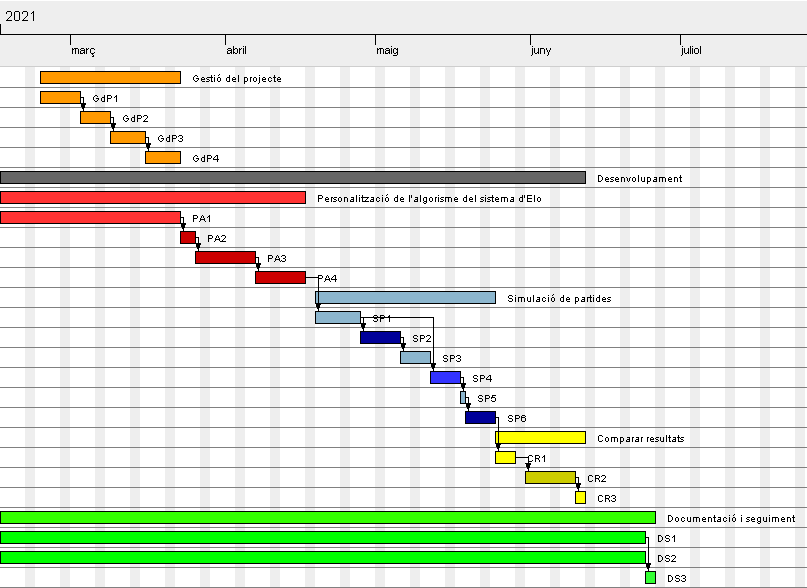 2021
març abril maig juny juliol
Gestió del projecte
GdP1
GdP2
GdP3
GdP4
Desenvolupament
Personalització de l'algorisme del sistema d'Elo
PA1
PA2
PA3
PA4
Simulació de partides
SP1
SP2
SP3
SP4
SP5
SP6
Comparar resultats
CR1
CR2
CR3
Documentació i seguiment
DS1
DS2
DS3